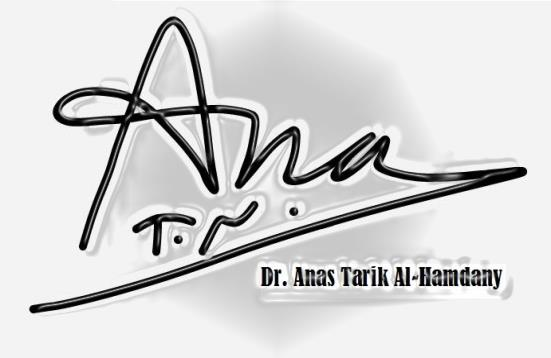 Ana
T.N.
Dr. Anas Tarik Al-Hamdany